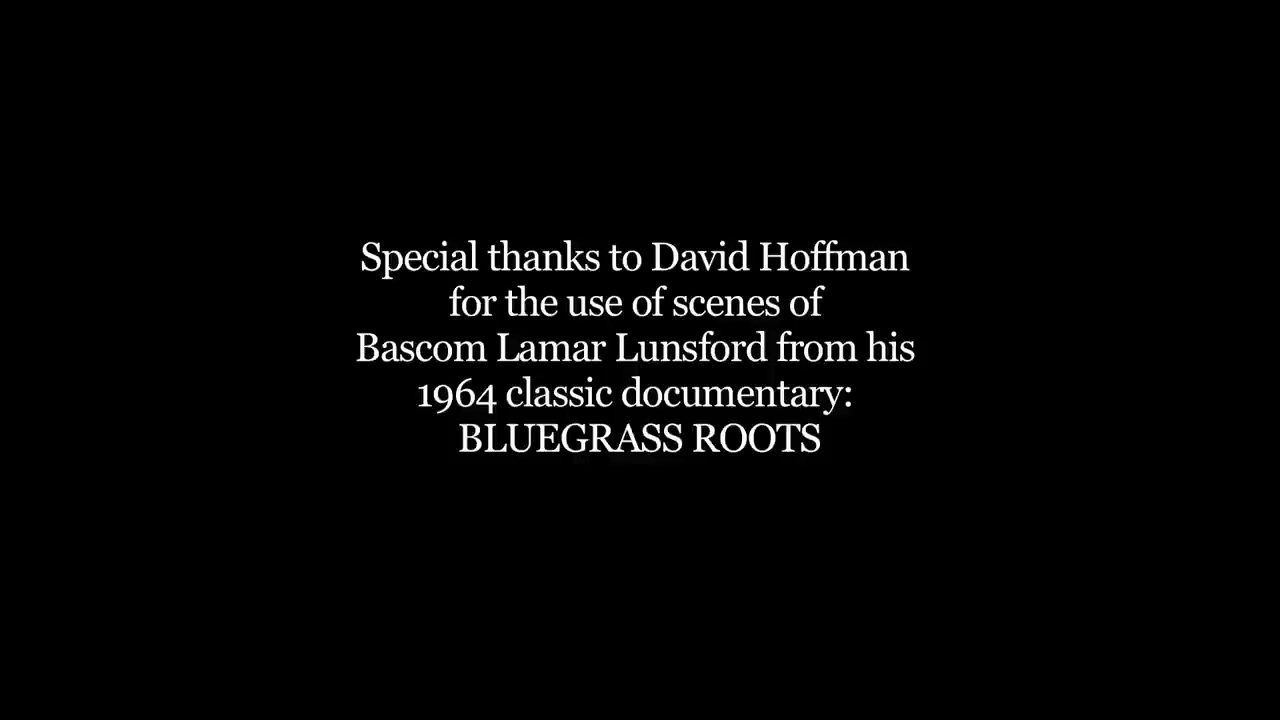 Special thanks to David Hoffman
for the use of scenes of
Bascom Lamar Lunsford from his
1964 classic documentary:
BLUEGRASS ROOTS